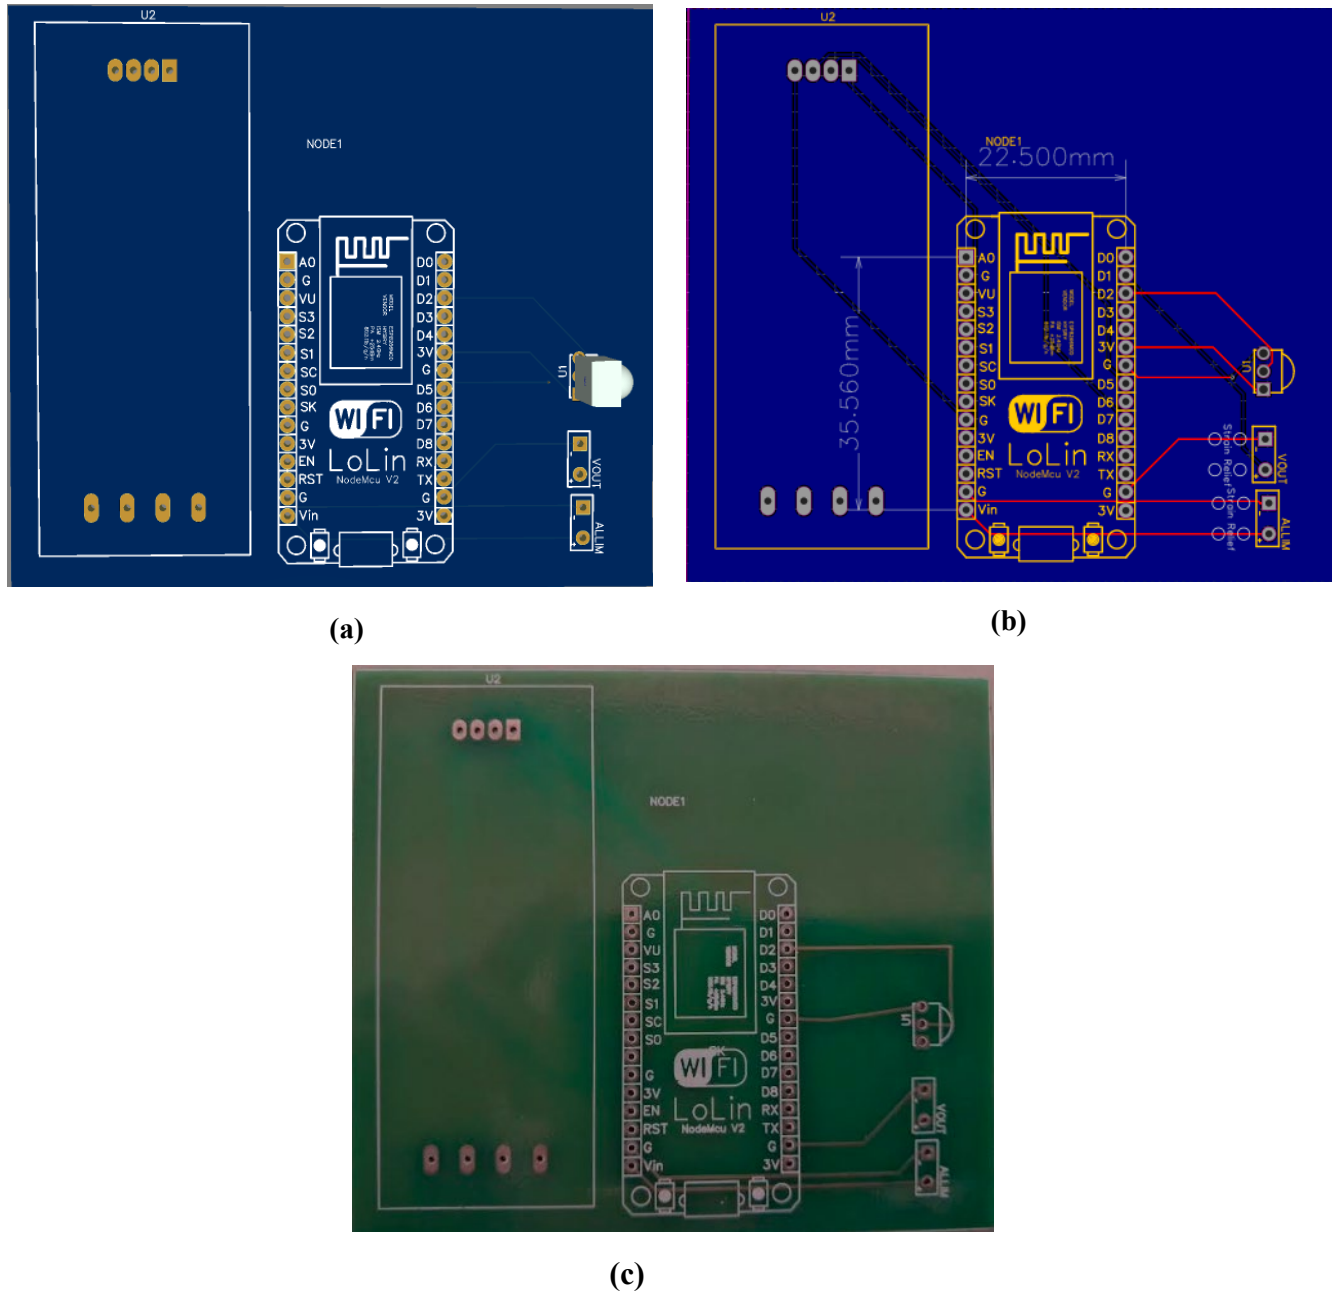 U2
NODE1
A0 D0
G D1
VU D2
S3 D3
S2 D4
S1 3V
SC G
S0 D5
SK D6
G D7
3V D8
EN RX
RST TX
G G
Vin 3V
MODEL
VENDOR
WIFI
LoLin
NodeMcu V2
U1
- +
VOUT
- +
ALLIM
(a)
U2
NODE1
22.500mm
35.560mm
A0 D0
G D1
VU D2
S3 D3
S2 D4
S1 3V
SC G
S0 D5
SK D6
G D7
3V D8
EN RX
RST TX
G G
Vin 3V
MODEL
VENDOR
WIFI
LoLin
NodeMcu V2
U1
Strain Relief
Strain Relief
- +
VOUT
- +
ALLIM
(b)
U2
NODE1
A0 D0
G D1
VU D2
S3 D3
S2 D4
S1 3V
SC G
S0 D5
D6
G D7
3V D8
EN RX
RST TX
G G
Vin 3V
SK
WIFI
LoLin
NodeMcu V2
U1
VOUT
ALLIM
(c)